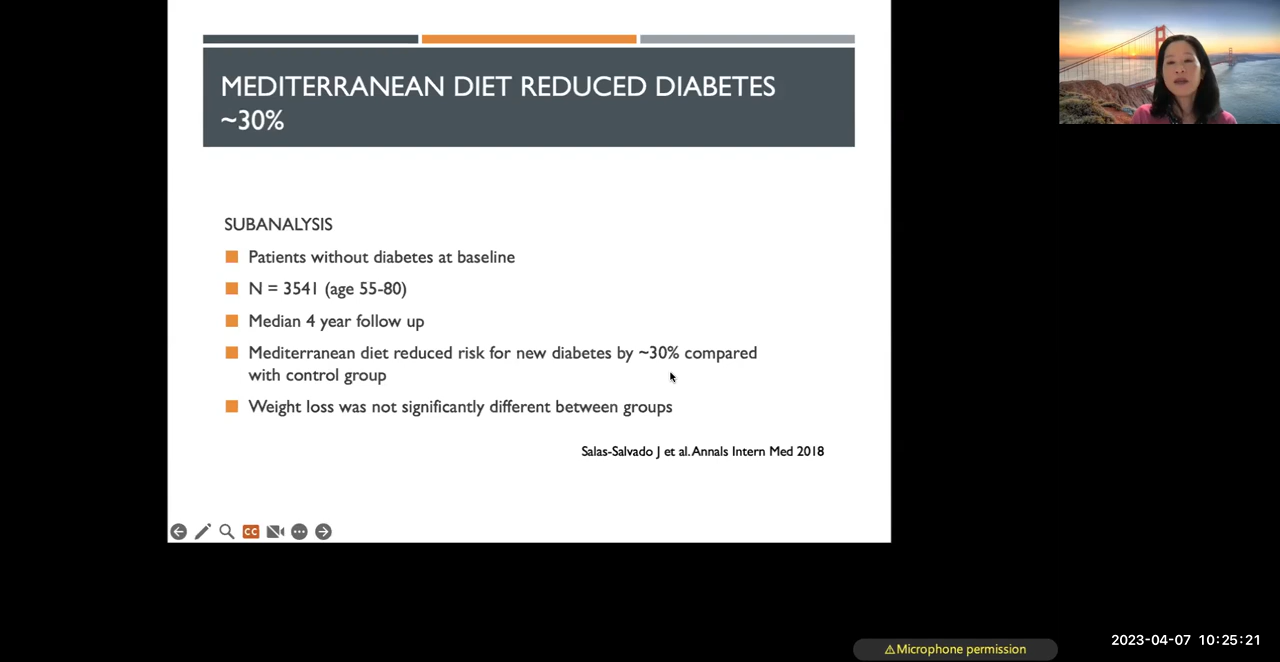 MEDITERRANEAN DIET REDUCED DIABETES
~30%
SUBANALYSIS
Patients without diabetes at baseline
N = 3541 (age 55-80)
Median 4 year follow up
Mediterranean diet reduced risk for new diabetes by ~30% compared
with control group
Weight loss was not significantly different between groups
Salas-Salvado J et al. Annals Intern Med 2018
CC
⚠Microphone permission
2023-04-07 10:25:21